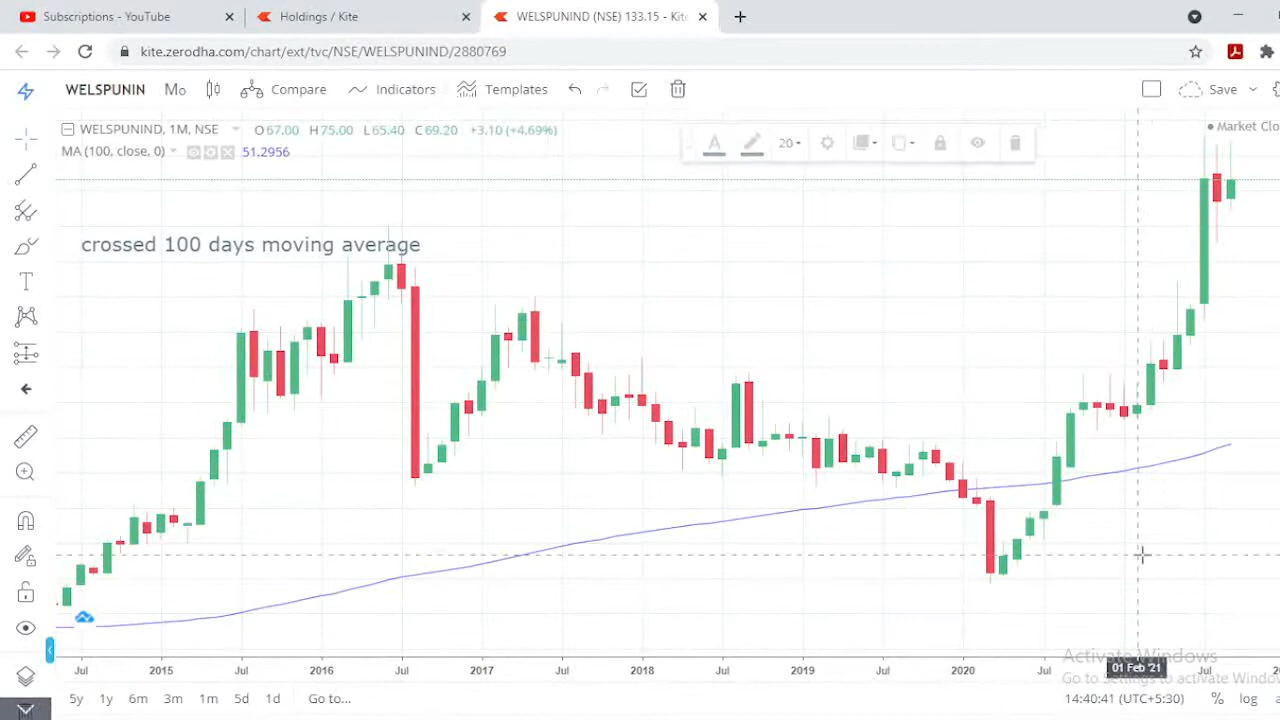 Subscriptions - YouTube
Holdings / Kite
WELSPUNIND (NSE) 133.15 - Kit
kite.zerodha.com/chart/ext/tvc/NSE/WELSPUNIND/2880769
WELSPUNIN Mo Compare Indicators Templates Save
WELSPUNIND, 1M, NSE O67.00 H75.00 L65.40 C69.20 +3.10 (+4.69%)
A 20
Market Clo
MA (100, close, 0) 51.2956
crossed 100 days moving average
T
Jul 2015 Jul 2016 Jul 2017 Jul 2018 Jul 2019 Jul 2020 Jul 01 Feb '21 Jul
Activate Windows
Go to Settings to activate Windows
5y 1y 6m 3m 1m 5d 1d Go to... 14:40:41 (UTC+5:30) % log